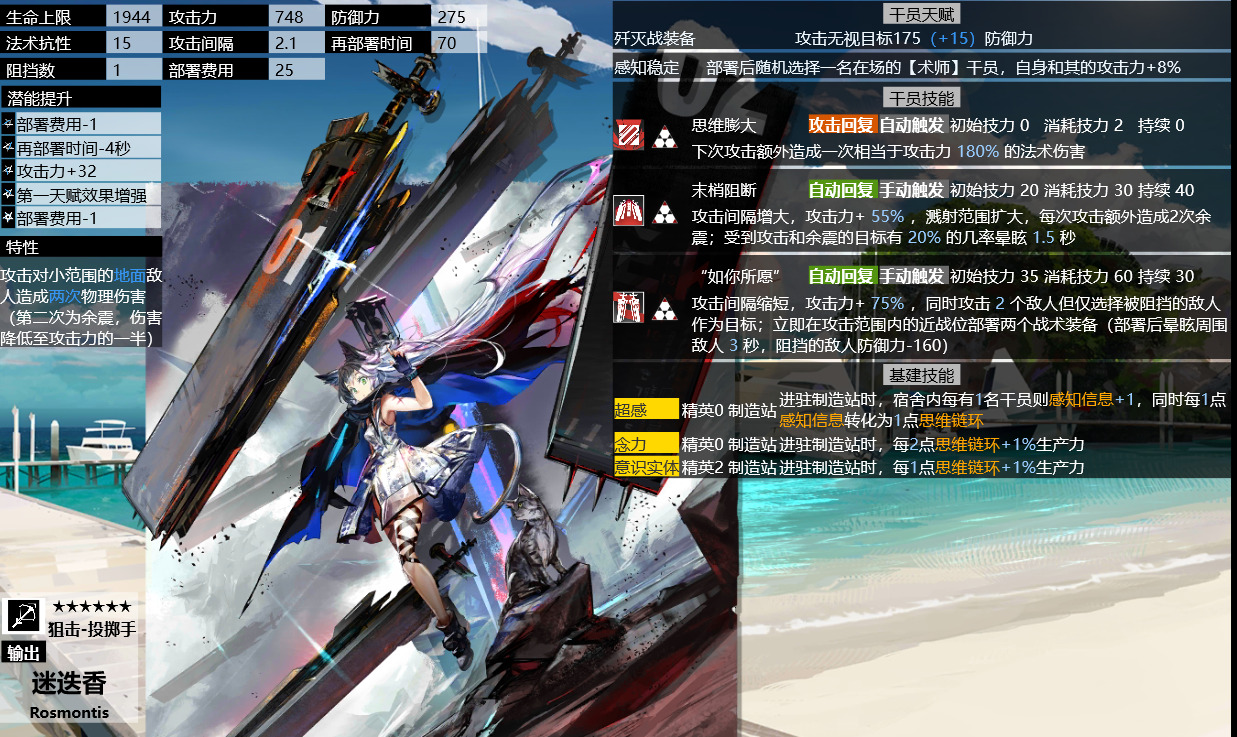 生命上限 1944 攻击力 748 防御力 275
法术抗性 15 攻击间隔 2.1 再部署时间 70
阻挡数 1 部署费用 25
潜能提升
部署费用-1
再部署时间-4秒
攻击力+32
第一天赋效果增强
部署费用-1
特性
攻击对小范围的地面敌
人造成两次物理伤害
（第二次为余震，伤害
降低至攻击力的一半）
01
★★★★★★
狙击-投掷手
输出
迷迭香
Rosmontis
02
干员天赋
歼灭战装备 攻击无视目标175（+15）防御力
感知稳定 部署后随机选择一名在场的【术师】干员，自身和其的攻击力+8%
干员技能
思维膨大 攻击回复 自动触发 初始技力 0 消耗技力 2 持续 0
下次攻击额外造成一次相当于攻击力 180% 的法术伤害
末梢阻断 自动回复 手动触发 初始技力 20 消耗技力 30 持续 40
攻击间隔增大，攻击力+ 55% ，溅射范围扩大，每次攻击额外造成2次余
震；受到攻击和余震的目标有 20% 的几率晕眩 1.5 秒
“如你所愿” 自动回复 手动触发 初始技力 35 消耗技力 60 持续 30
攻击间隔缩短，攻击力+ 75% ，同时攻击 2 个敌人但仅选择被阻挡的敌人
作为目标；立即在攻击范围内的近战位部署两个战术装备（部署后晕眩周围
敌人 3 秒，阻挡的敌人防御力-160）
基建技能
超感 精英0 制造站 进驻制造站时，宿舍内每有1名干员则感知信息+1，同时每1点
感知信息转化为1点思维链环
念力 精英0 制造站 进驻制造站时，每2点思维链环+1%生产力
意识实体 精英2 制造站 进驻制造站时，每1点思维链环+1%生产力